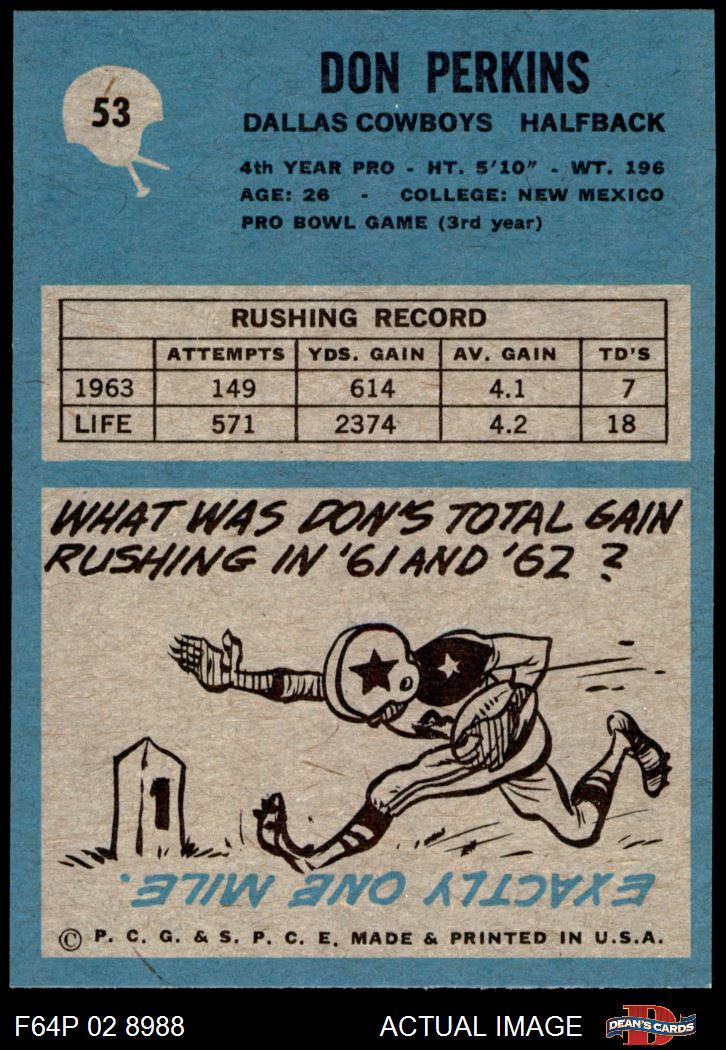 53
DON PERKINS
DALLAS COWBOYS HALFBACK
4th YEAR PRO - HT. 5'10" - WT. 196
AGE: 26 - COLLEGE: NEW MEXICO
PRO BOWL GAME (3rd year)
RUSHING RECORD
ATTEMPTS YDS. GAIN AV. GAIN TD'S
1963 149 614 4.1 7
LIFE 571 2374 4.2 18
WHAT WAS DON'S TOTAL GAIN
RUSHING IN '61 AND '62 ?
1
EXACTLY ONE MILE.
© P. C. G. & S. P. C. E. MADE & PRINTED IN U.S.A.
F64P 02 8988 ACTUAL IMAGE D DEAN'S CARDS